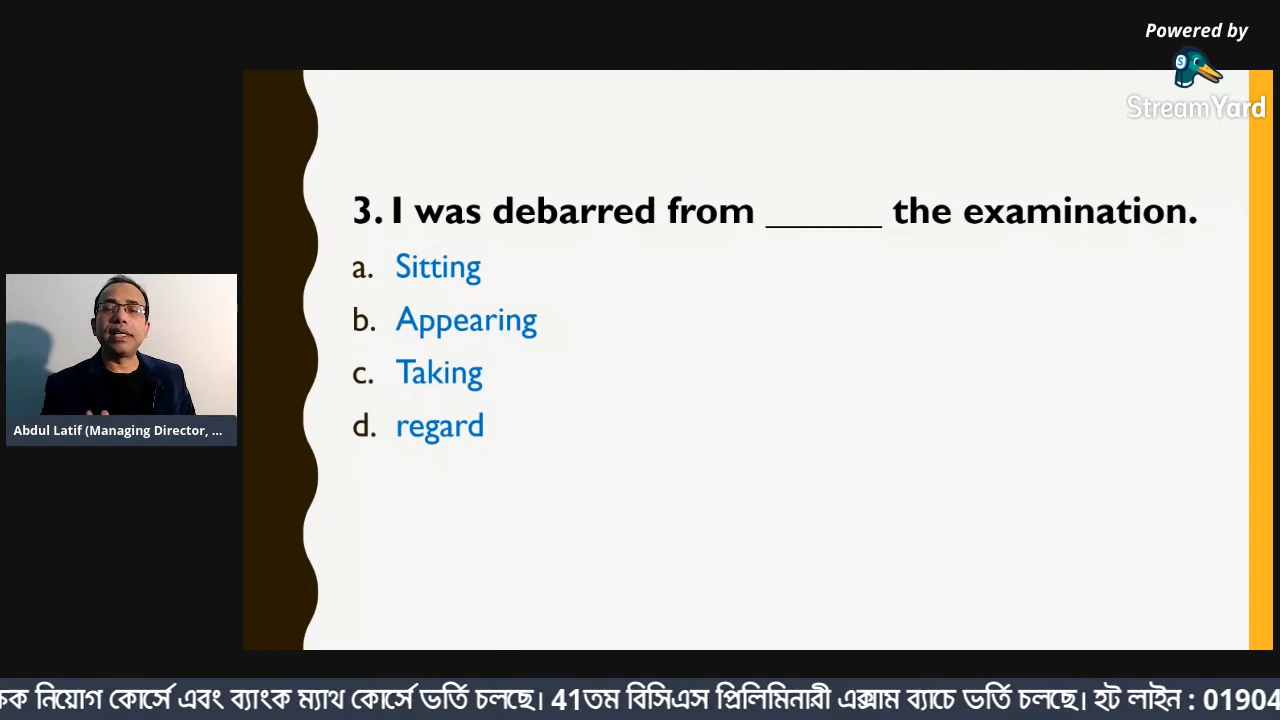 Powered by
StreamYard
3. I was debarred from ______ the examination.
a. Sitting
b. Appearing
c. Taking
d. regard
Abdul Latif (Managing Director, ...
নিয়োগ কোর্সে এবং ব্যাংক ম্যাথ কোর্সে ভর্তি চলছে। 41তম বিসিএস প্রিলিমিনারী এক্সাম ব্যাচে ভর্তি চলছে। হট লাইন : 01904